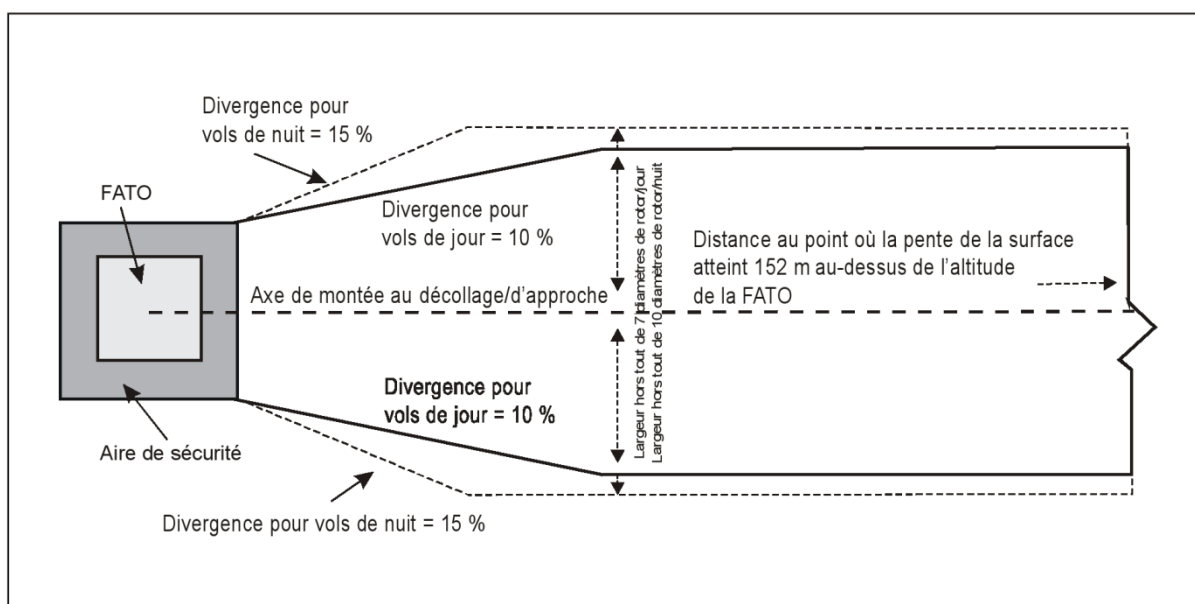 Divergence pour
vols de nuit = 15 %
FATO
Divergence pour
vols de jour = 10 %
Axe de montée au décollage/d'approche
Largeur hors tout de 7 diamètres de rotor/jour
Largeur hors tout de 10 diamètres de rotor/nuit
Distance au point où la pente de la surface
atteint 152 m au-dessus de l'altitude
de la FATO
Divergence pour
vols de jour = 10 %
Aire de sécurité
Divergence pour vols de nuit = 15 %